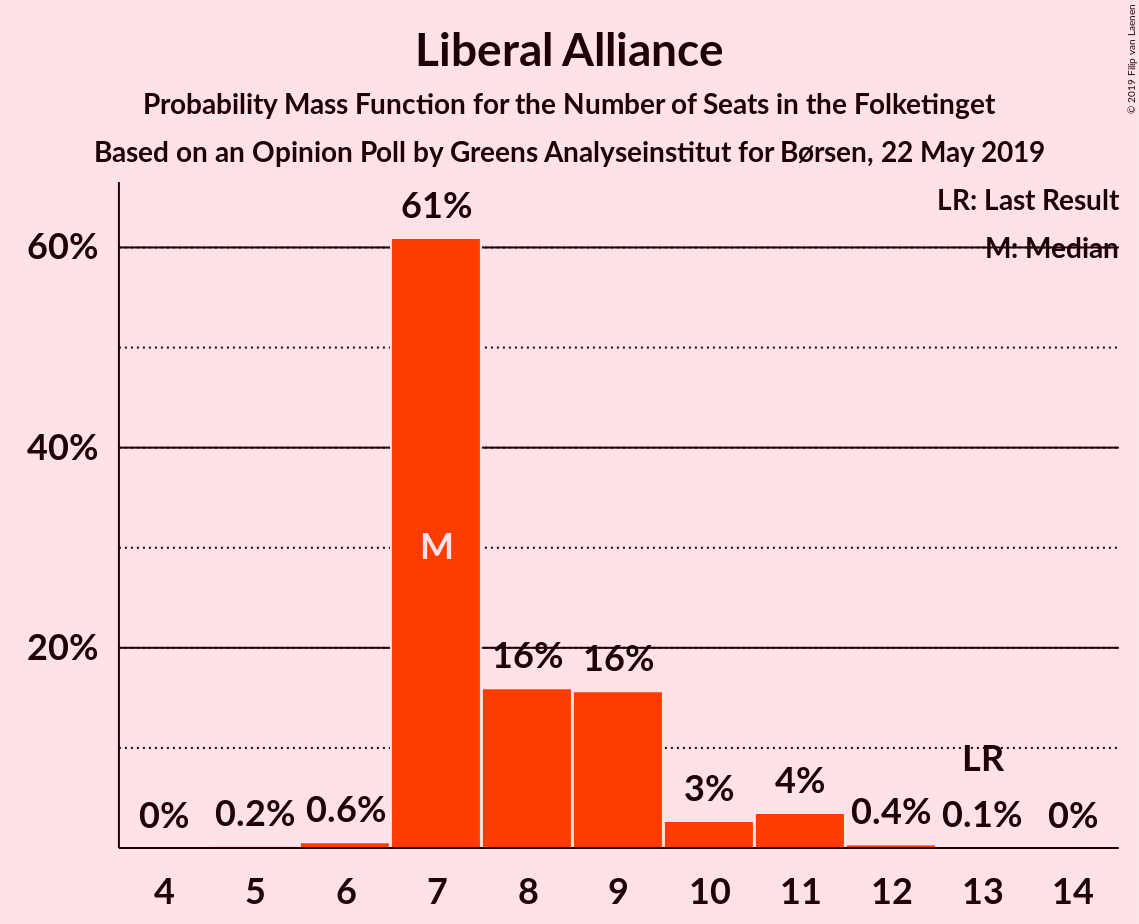 Liberal Alliance
Probability Mass Function for the Number of Seats in the Folketinget
Based on an Opinion Poll by Greens Analyseinstitut for Børsen, 22 May 2019
© 2019 Filip van Laenen
LR: Last Result
M: Median
60%
40%
20%
0%
0.2%
0.6%
61%
M
16%
16%
3%
4%
0.4%
LR
0.1%
0%
4 5 6 7 8 9 10 11 12 13 14